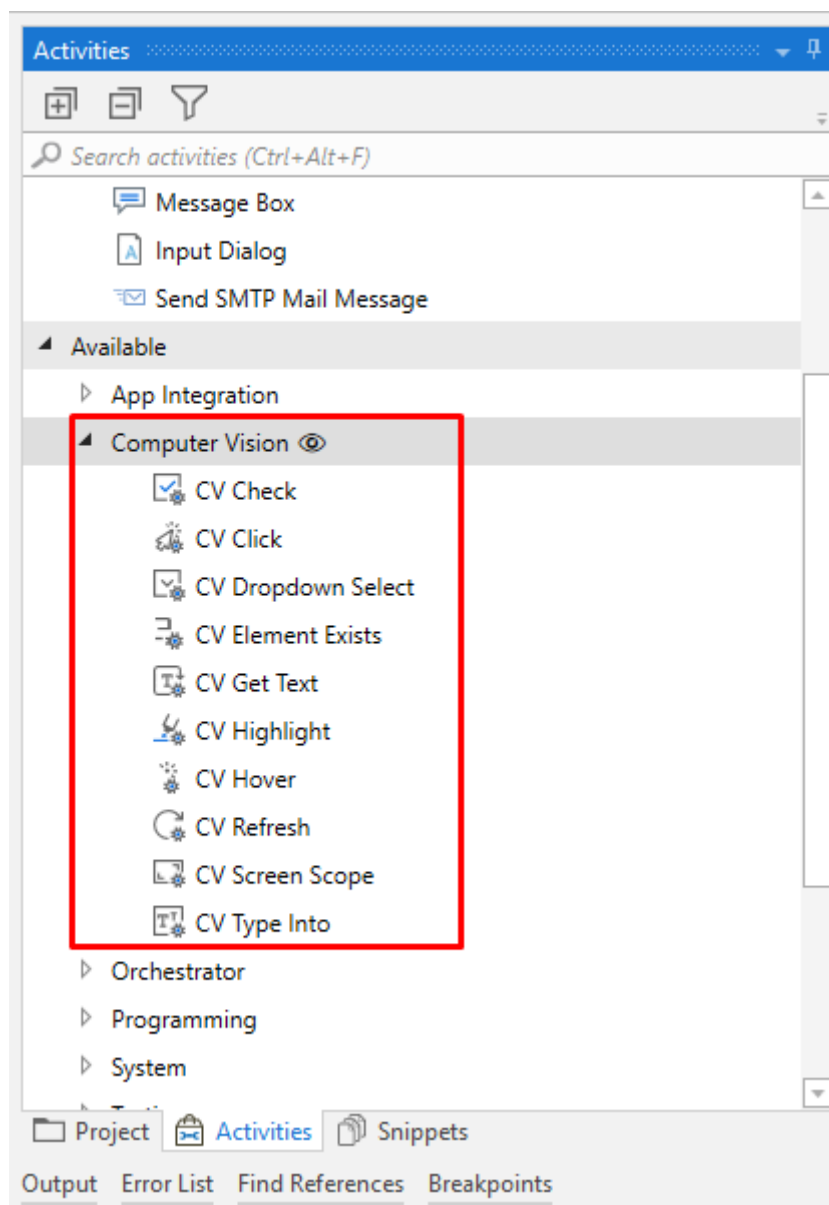 Activities
Search activities (Ctrl+Alt+F)
Message Box
Input Dialog
Send SMTP Mail Message
Available
App Integration
Computer Vision
CV Check
CV Click
CV Dropdown Select
CV Element Exists
CV Get Text
CV Highlight
CV Hover
CV Refresh
CV Screen Scope
CV Type Into
Orchestrator
Programming
System
Project Activities Snippets
Output Error List Find References Breakpoints